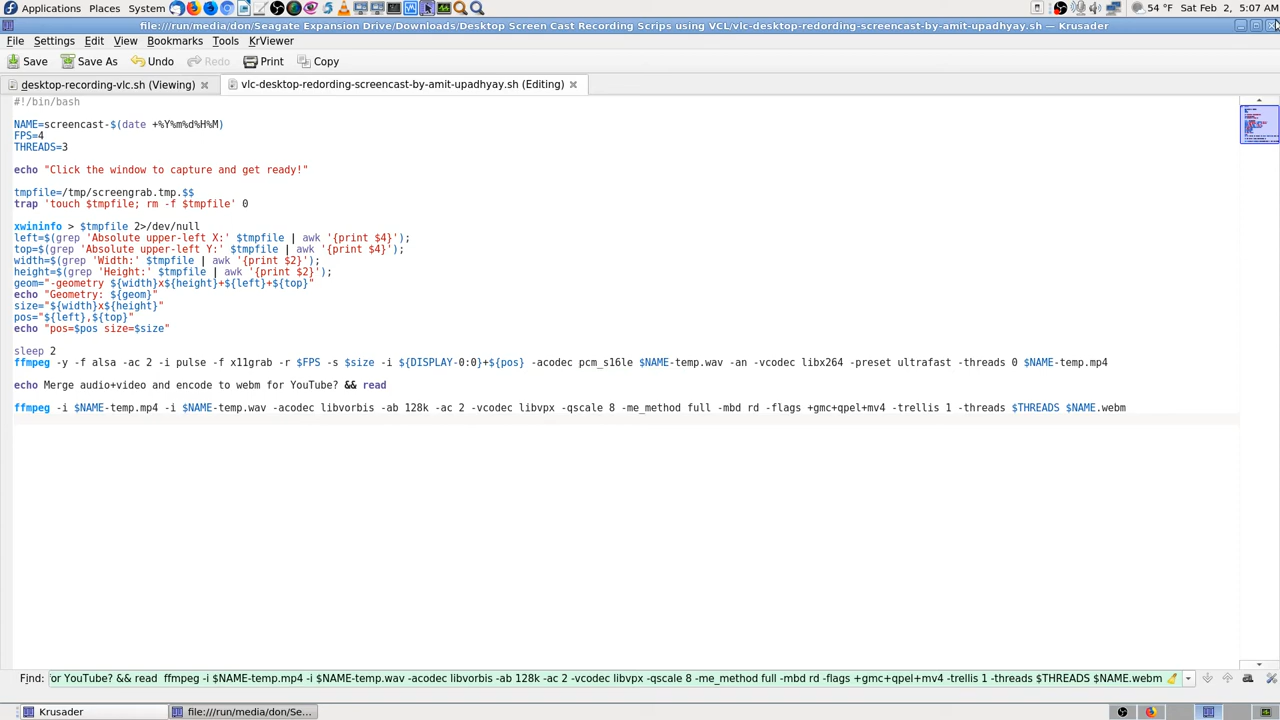 Applications Places System 54 °F Sat Feb 2, 5:07 AM
file:///run/media/don/Seagate Expansion Drive/Downloads/Desktop Screen Cast Recording Scrips using VCL/vlc-desktop-redording-screencast-by-amit-upadhyay.sh — Krusader
File Settings Edit View Bookmarks Tools KrViewer
Save Save As Undo Redo Print Copy
desktop-recording-vlc.sh (Viewing) vlc-desktop-redording-screencast-by-amit-upadhyay.sh (Editing)
#!/bin/bash
NAME=screencast-$(date +%Y%m%d%H%M)
FPS=4
THREADS=3
echo "Click the window to capture and get ready!"
tmpfile=/tmp/screengrab.tmp.$$
trap 'touch $tmpfile; rm -f $tmpfile' 0
xwininfo > $tmpfile 2>/dev/null
left=$(grep 'Absolute upper-left X:' $tmpfile | awk '{print $4}');
top=$(grep 'Absolute upper-left Y:' $tmpfile | awk '{print $4}');
width=$(grep 'Width:' $tmpfile | awk '{print $2}');
height=$(grep 'Height:' $tmpfile | awk '{print $2}');
geom="-geometry ${width}x${height}+${left}+${top}"
echo "Geometry: ${geom}"
size="${width}x${height}"
pos="${left},${top}"
echo "pos=$pos size=$size"
sleep 2
ffmpeg -y -f alsa -ac 2 -i pulse -f x11grab -r $FPS -s $size -i ${DISPLAY-0:0}+${pos} -acodec pcm_s16le $NAME-temp.wav -an -vcodec libx264 -preset ultrafast -threads 0 $NAME-temp.mp4
echo Merge audio+video and encode to webm for YouTube? && read
ffmpeg -i $NAME-temp.mp4 -i $NAME-temp.wav -acodec libvorbis -ab 128k -ac 2 -vcodec libvpx -qscale 8 -me_method full -mbd rd -flags +gmc+qpel+mv4 -trellis 1 -threads $THREADS $NAME.webm
Find: or YouTube? && read ffmpeg -i $NAME-temp.mp4 -i $NAME-temp.wav -acodec libvorbis -ab 128k -ac 2 -vcodec libvpx -qscale 8 -me_method full -mbd rd -flags +gmc+qpel+mv4 -trellis 1 -threads $THREADS $NAME.webm
Krusader file:///run/media/don/Se...